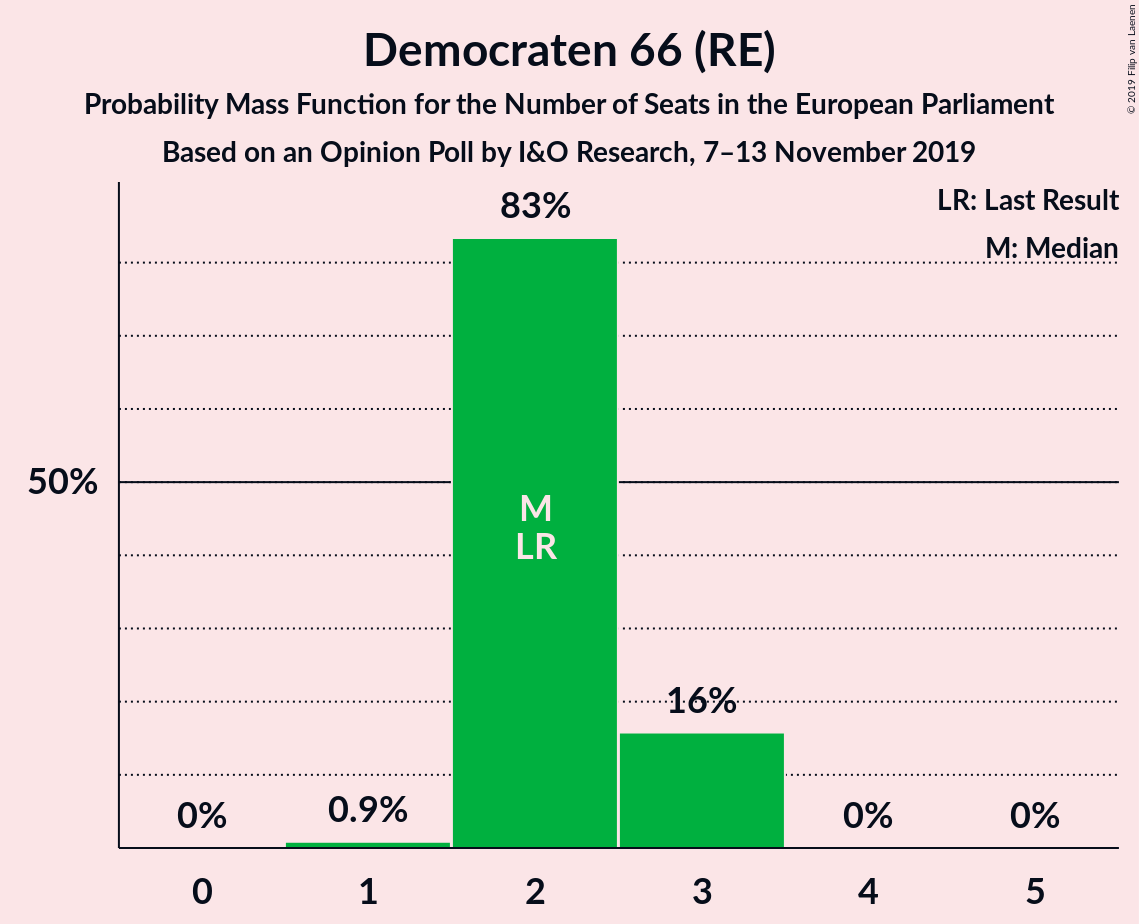 Democraten 66 (RE)
Probability Mass Function for the Number of Seats in the European Parliament
Based on an Opinion Poll by I&O Research, 7–13 November 2019
© 2019 Filip van Laenen
LR: Last Result
M: Median
83%
50%
M
LR
16%
0%
0.9%
0%
0%
0
1
2
3
4
5